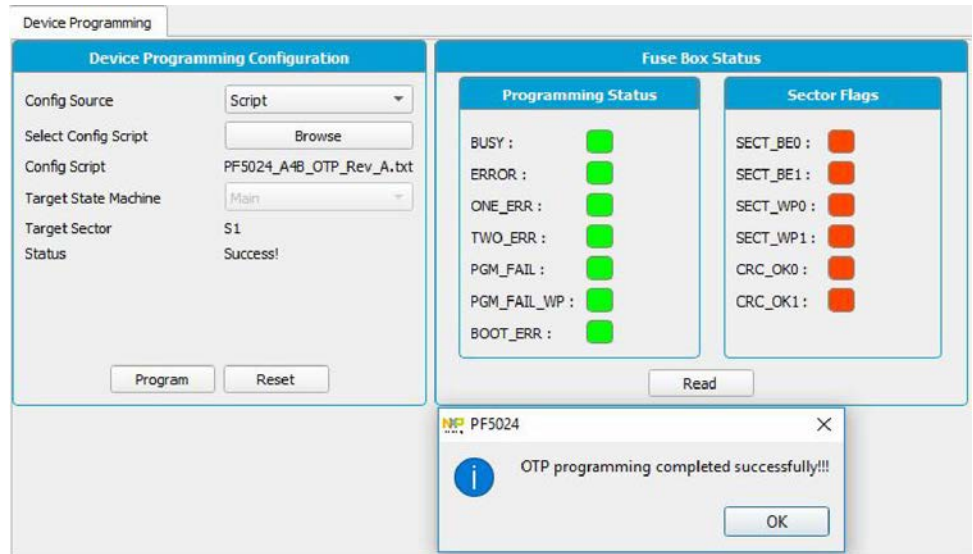 Device Programming
Device Programming Configuration
Config Source Script
Select Config Script Browse
Config Script PF5024_A4B_OTP_Rev_A.txt
Target State Machine Main
Target Sector S1
Status Success!
Program Reset
Fuse Box Status
Programming Status
BUSY :
ERROR :
ONE_ERR :
TWO_ERR :
PGM_FAIL :
PGM_FAIL_WP :
BOOT_ERR :
Sector Flags
SECT_BE0 :
SECT_BE1 :
SECT_WP0 :
SECT_WP1 :
CRC_OK0 :
CRC_OK1 :
Read
NXP PF5024
OTP programming completed successfully!!!
OK